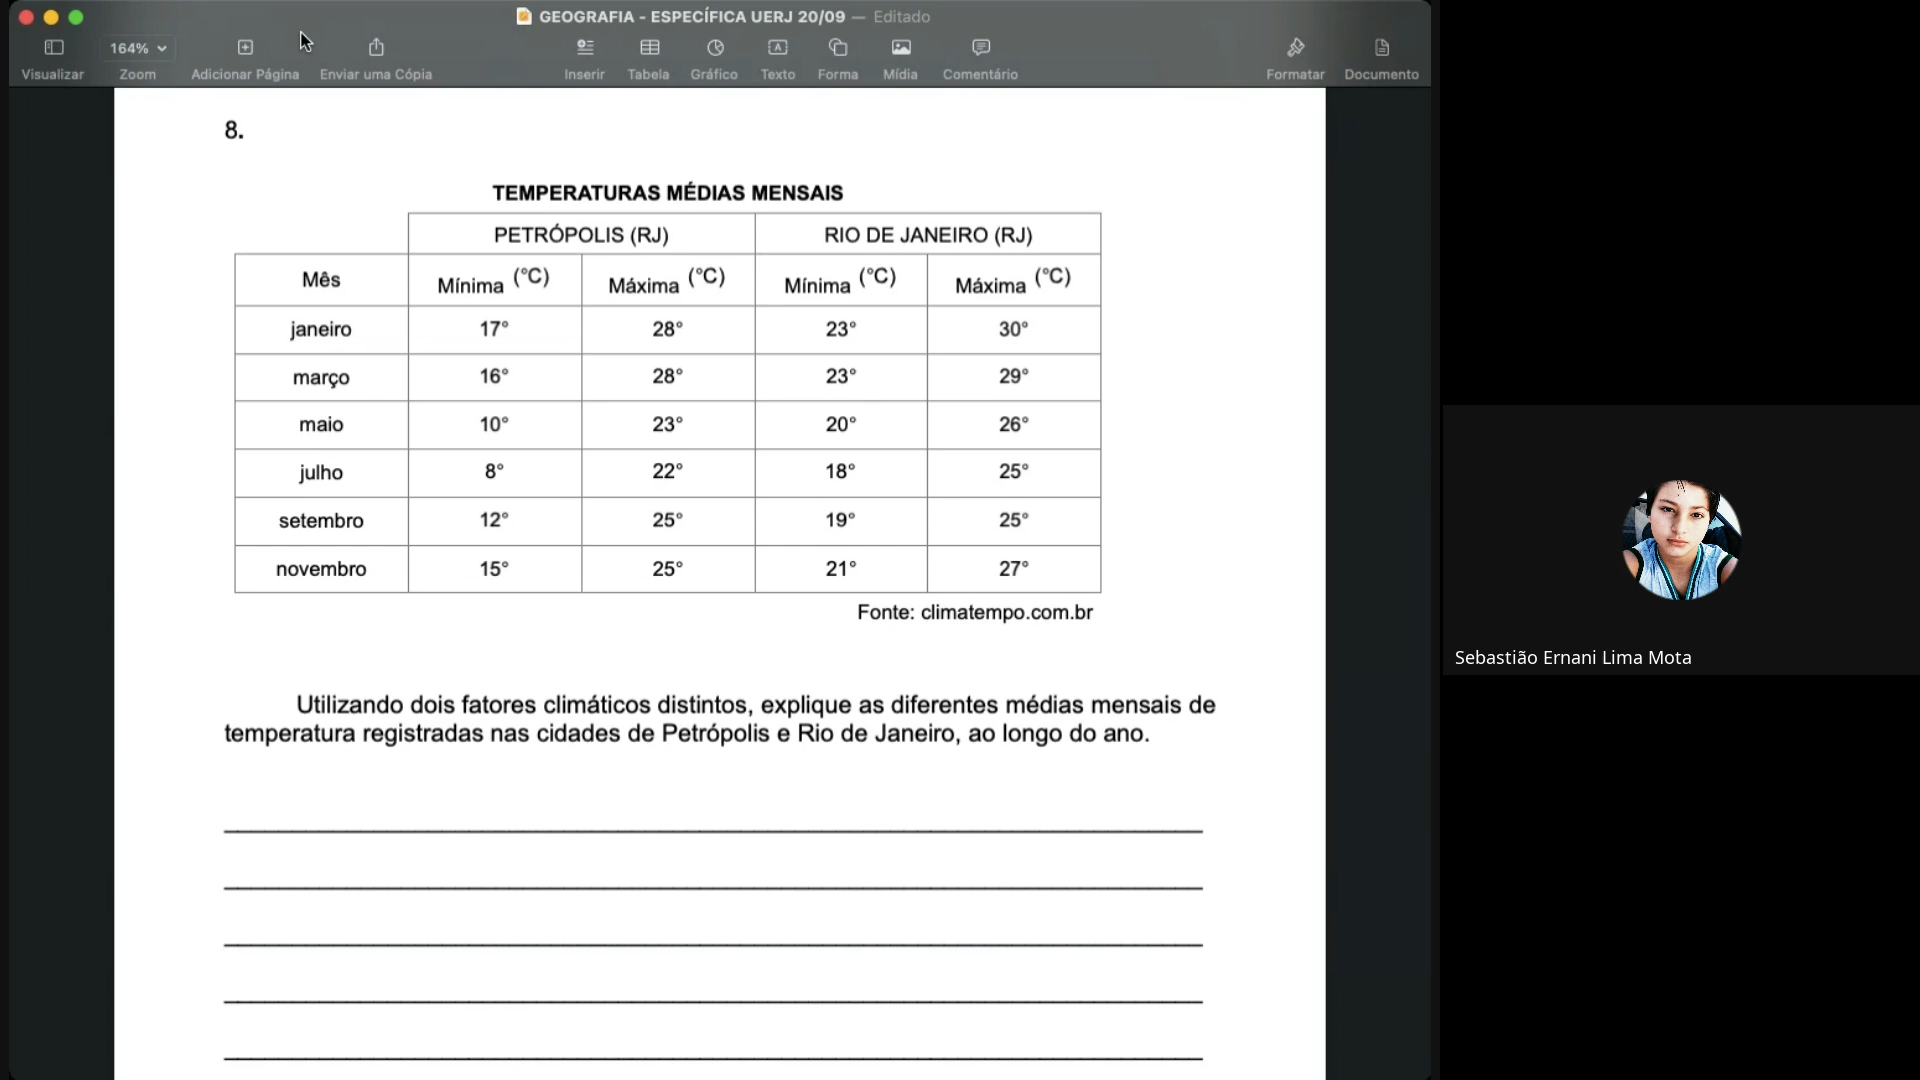 GEOGRAFIA - ESPECÍFICA UERJ 20/09 — Editado
164%
Visualizar Zoom Adicionar Página Enviar uma Cópia Inserir Tabela Gráfico Texto Forma Mídia Comentário Formatar Documento
8.
TEMPERATURAS MÉDIAS MENSAIS
PETRÓPOLIS (RJ) RIO DE JANEIRO (RJ)
Mês Mínima (°C) Máxima (°C) Mínima (°C) Máxima (°C)
janeiro 17° 28° 23° 30°
março 16° 28° 23° 29°
maio 10° 23° 20° 26°
julho 8° 22° 18° 25°
setembro 12° 25° 19° 25°
novembro 15° 25° 21° 27°
Fonte: climatempo.com.br
Utilizando dois fatores climáticos distintos, explique as diferentes médias mensais de
temperatura registradas nas cidades de Petrópolis e Rio de Janeiro, ao longo do ano.
Sebastião Ernani Lima Mota